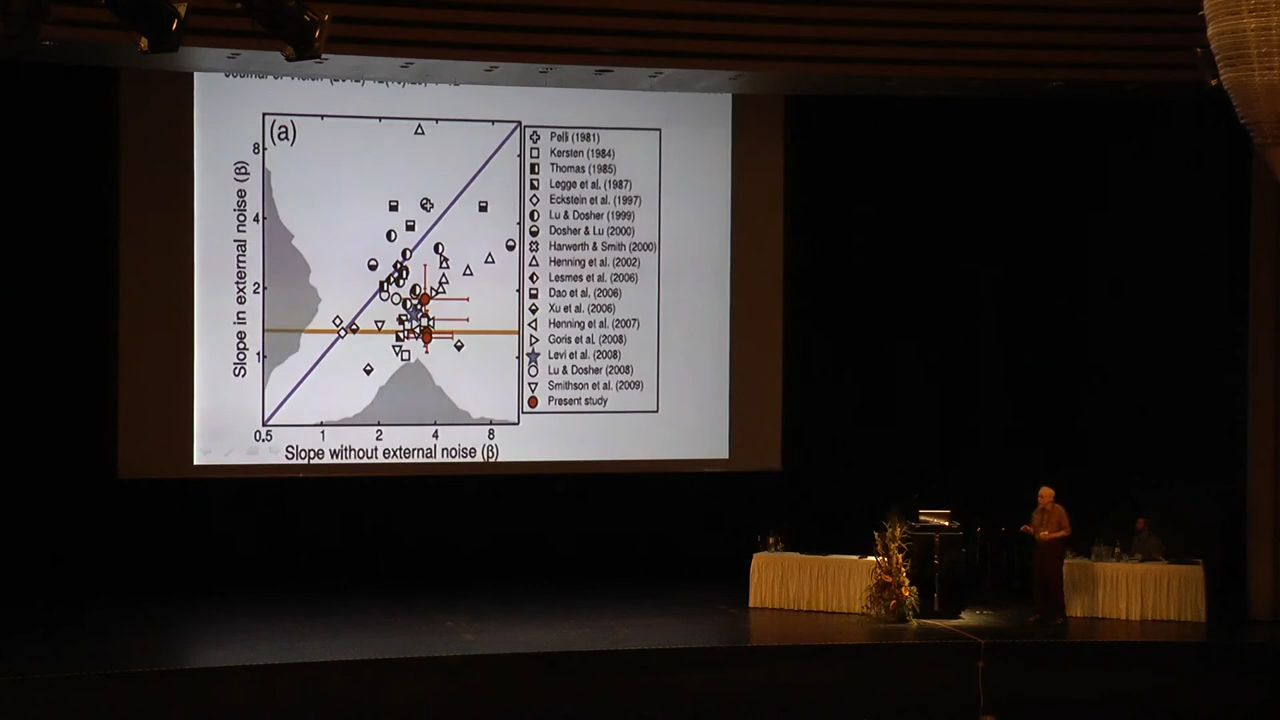 (a)
Slope in external noise (β)
8
4
2
1
0.5
1
2
4
8
Slope without external noise (β)
Pelli (1981)
Kersten (1984)
Thomas (1985)
Legge et al. (1987)
Eckstein et al. (1997)
Lu & Dosher (1999)
Dosher & Lu (2000)
Harworth & Smith (2000)
Henning et al. (2002)
Lesmes et al. (2006)
Dao et al. (2006)
Xu et al. (2006)
Henning et al. (2007)
Goris et al. (2008)
Levi et al. (2008)
Lu & Dosher (2008)
Smithson et al. (2009)
Present study